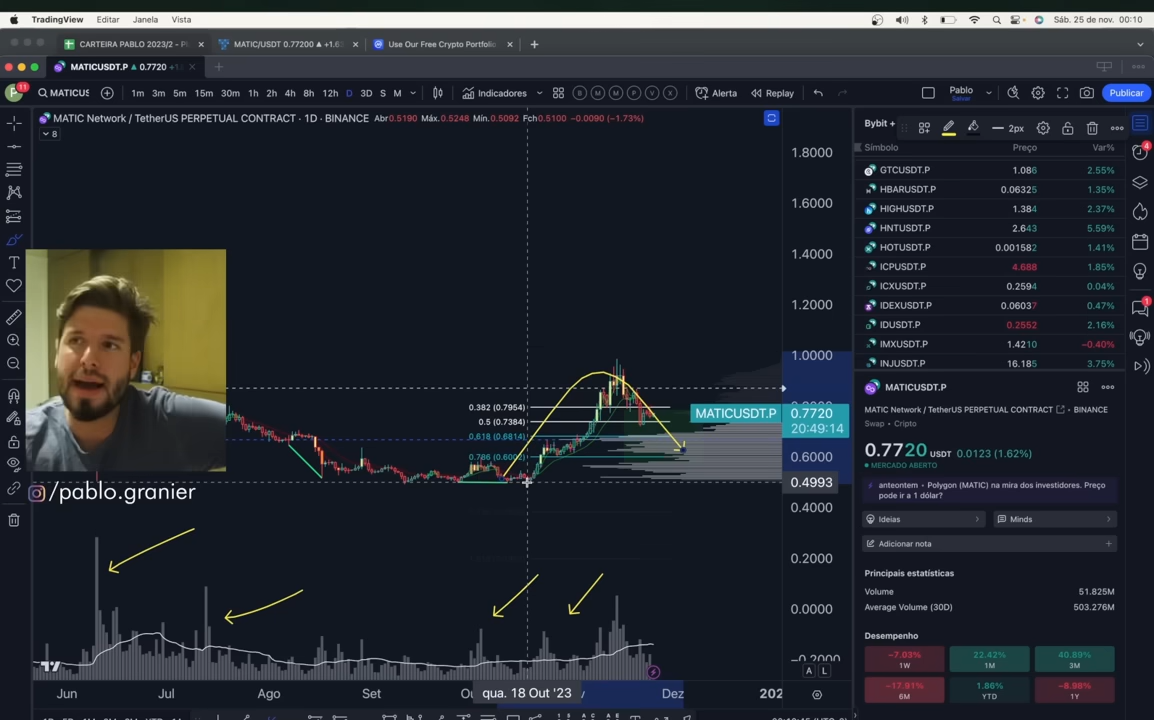 TradingView Editar Janela Vista Sáb. 25 de nov. 00:10
CARTEIRA PABLO 2023/2 - Pl × MATIC/USDT 0.77200 ▲ +1.6 × Use Our Free Crypto Portfolio × +
MATICUSDT.P ▲ 0.7720 × +
P 11 MATICUS 1m 3m 5m 15m 30m 1h 2h 4h 8h 12h D 3D S M Indicadores B M M P V X Alerta Replay Pablo Salvar Publicar
MATIC Network / TetherUS PERPETUAL CONTRACT · 1D · BINANCE Abr0.5190 Máx.0.5248 Mín.0.5092 Fch0.5100 −0.0090 (−1.73%)
8
Bybit + 2px
Símbolo Preço Var%
GTCUSDT.P 1.086 2.55%
HBARUSDT.P 0.06325 1.35%
HIGHUSDT.P 1.384 2.37%
HNTUSDT.P 2.643 5.59%
HOTUSDT.P 0.001582 1.41%
ICPUSDT.P 4.688 1.85%
ICXUSDT.P 0.2594 0.04%
IDEXUSDT.P 0.06037 0.47%
IDUSDT.P 0.2552 2.16%
IMXUSDT.P 1.4210 −0.40%
INJUSDT.P 16.185 3.75%
1.8000
1.6000
1.4000
1.2000
1.0000
0.6000
0.4993
0.4000
0.2000
0.0000
−0.2000
0.382 (0.7954)
0.5 (0.7384)
0.618 (0.6814)
0.786 (0.6002)
MATICUSDT.P 0.7720
20:49:14
/pablo.granier
MATICUSDT.P
MATIC Network / TetherUS PERPETUAL CONTRACT · BINANCE
Swap • Cripto
0.7720 USDT 0.0123 (1.62%)
MERCADO ABERTO
anteontem • Polygon (MATIC) na mira dos investidores. Preço
pode ir a 1 dólar?
Ideias Minds
Adicionar nota
Principais estatísticas
Volume 51.825M
Average Volume (30D) 503.276M
Desempenho
−7.03% 22.42% 40.89%
1W 1M 3M
−17.91% 1.86% −8.98%
6M YTD 1Y
A L
Jun Jul Ago Set qua. 18 Out '23 Dez 202